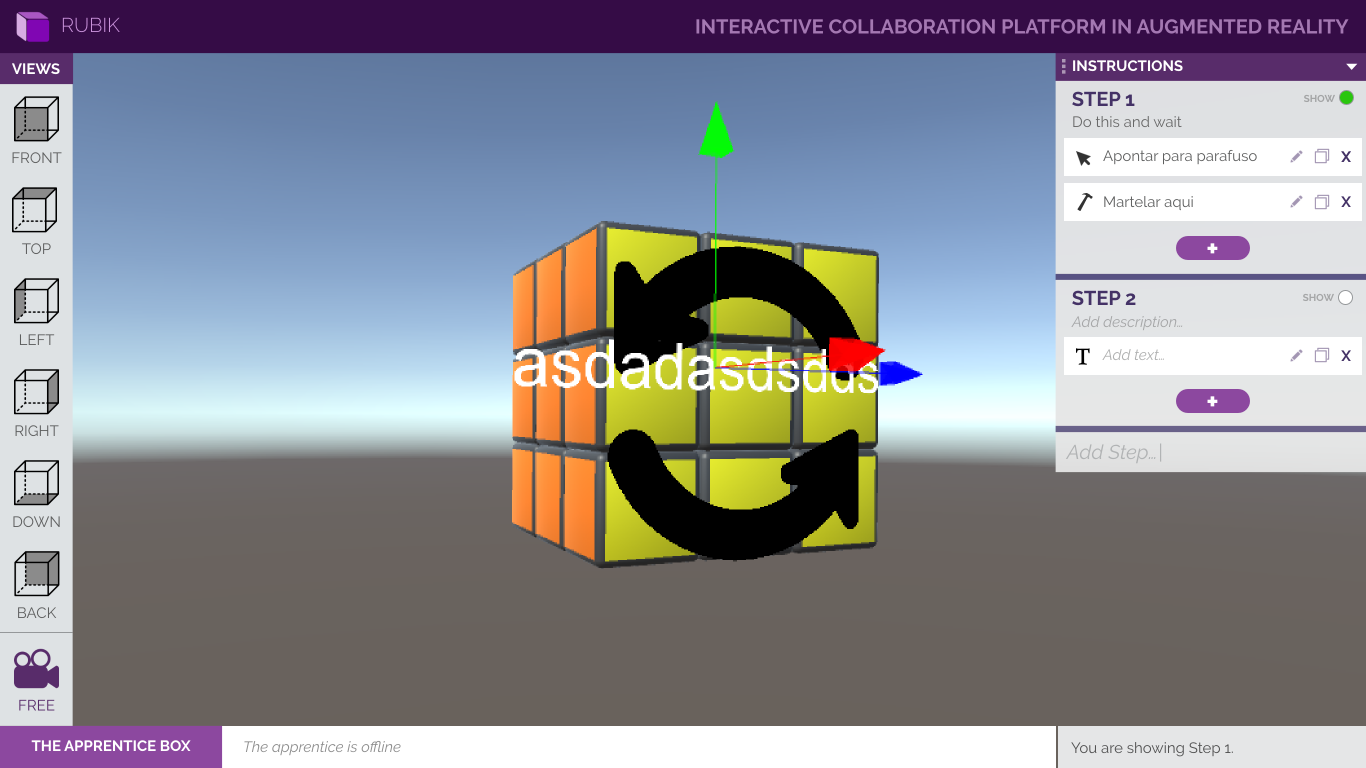 RUBIK
INTERACTIVE COLLABORATION PLATFORM IN AUGMENTED REALITY
VIEWS
FRONT
TOP
LEFT
RIGHT
DOWN
BACK
FREE
asdadasdsdus
INSTRUCTIONS
STEP 1
SHOW
Do this and wait
Apontar para parafuso
X
Martelar aqui
X
+
STEP 2
SHOW
Add description...
T Add text...
X
+
Add Step...
THE APPRENTICE BOX
The apprentice is offline
You are showing Step 1.